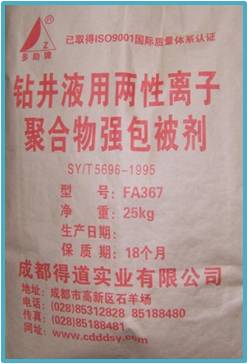 Z
多助牌
已取得ISO9001国际质量体系认证
钻井液用两性离子
聚合物强包被剂
SY/T5696-1995
型 号: FA367
净 重: 25kg
生产日期:
保 质 期: 18个月
成都得道实业有限公司
地址: 成都市高新区石羊场
电话: (028)85312828 85188480
传真: (028)85188481
网址: www.cdddsy.com